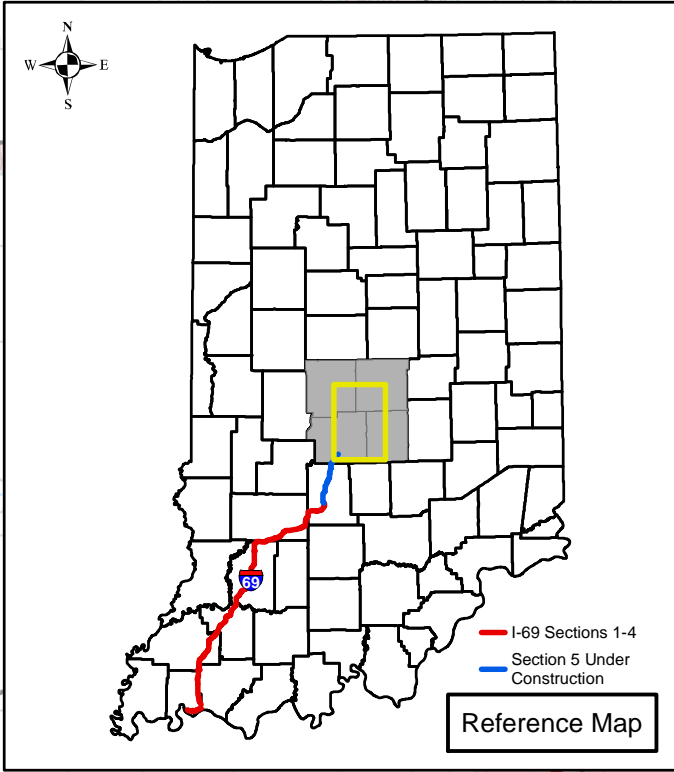 N
W E
S
69
I-69 Sections 1-4
Section 5 Under
Construction
Reference Map